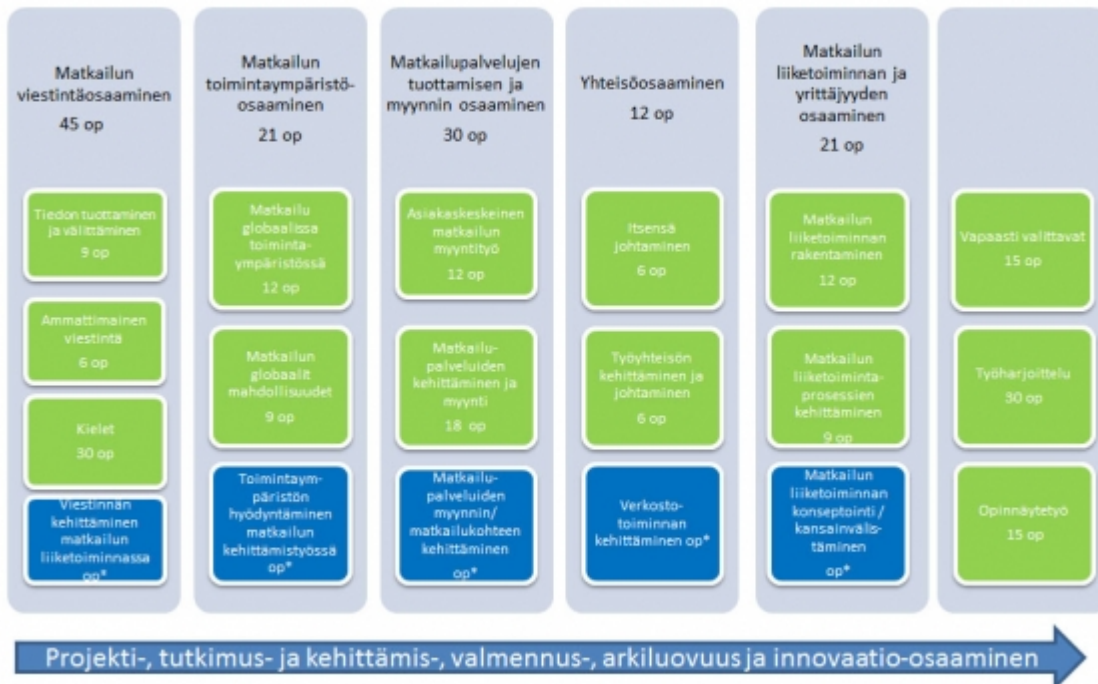 Matkailun
viestintäosaaminen
45 op
Tiedon tuottaminen
ja välittäminen
9 op
Ammattimainen
viestintä
6 op
Kielet
30 op
Viestinnän
kehittäminen
matkailun
liiketoiminnassa
op*
Matkailun
toimintaympäristö-
osaaminen
21 op
Matkailu
globaalissa
toiminta-
ympäristössä
12 op
Matkailun
globaalit
mahdollisuudet
9 op
Toimintaym-
päristön
hyödyntäminen
matkailun
kehittämistyössä
op*
Matkailupalvelujen
tuottamisen ja
myynnin osaaminen
30 op
Asiakaskeskeinen
matkailun
myyntityö
12 op
Matkailu-
palveluiden
kehittäminen ja
myynti
18 op
Matkailu-
palveluiden
myynnin/
matkailukohteen
kehittäminen
op*
Yhteisöosaaminen
12 op
Itsensä
johtaminen
6 op
Työyhteisön
kehittäminen ja
johtaminen
6 op
Verkosto-
toiminnan
kehittäminen op*
Matkailun
liiketoiminnan ja
yrittäjyyden
osaaminen
21 op
Matkailun
liiketoiminnan
rakentaminen
12 op
Matkailun
liiketoiminta-
prosessien
kehittäminen
9 op
Matkailun
liiketoiminnan
konseptointi /
kansainvälis-
täminen
op*
Vapaasti valittavat
15 op
Työharjoittelu
30 op
Opinnäytetyö
15 op
Projekti-, tutkimus- ja kehittämis-, valmennus-, arkiluovuus ja innovaatio-osaaminen